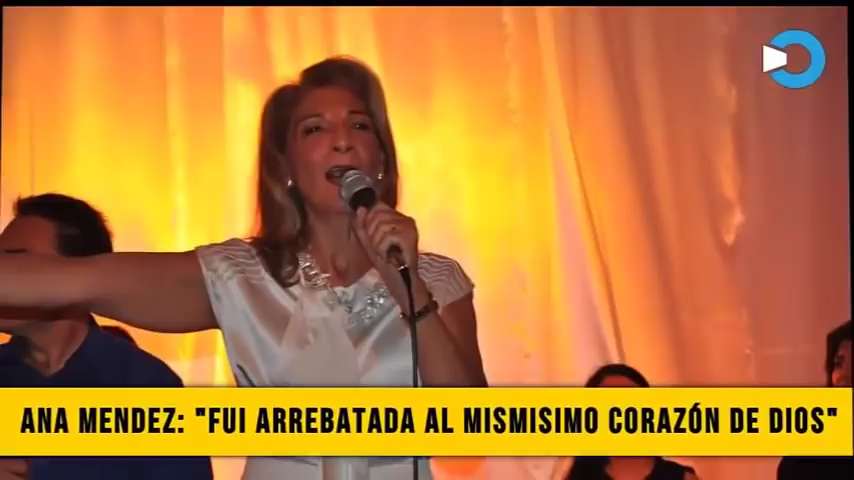 ANA MENDEZ: "FUI ARREBATADA AL MISMISIMO CORAZÓN DE DIOS"